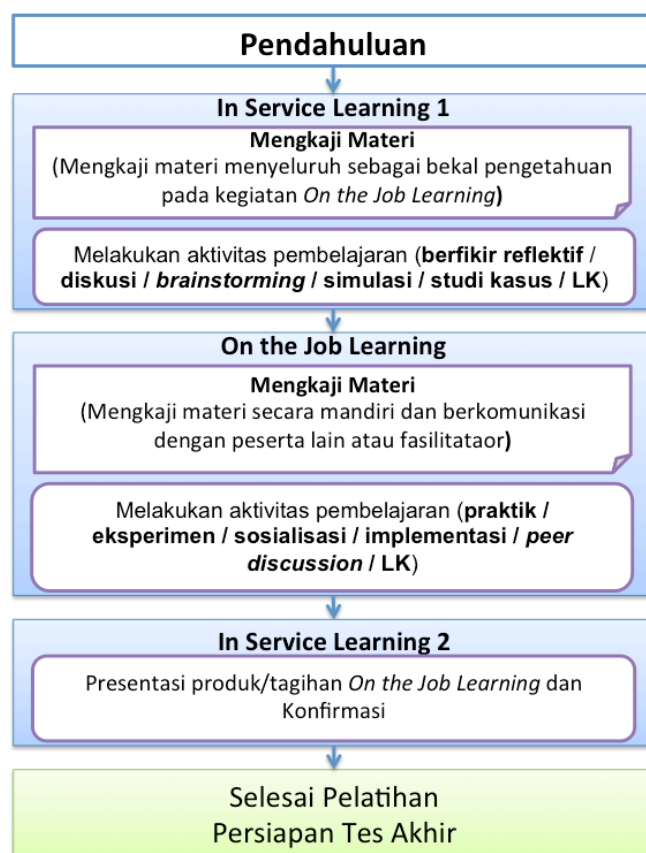 Pendahuluan
In Service Learning 1
Mengkaji Materi
(Mengkaji materi menyeluruh sebagai bekal pengetahuan
pada kegiatan On the Job Learning)
Melakukan aktivitas pembelajaran (berfikir reflektif /
diskusi / brainstorming / simulasi / studi kasus / LK)
On the Job Learning
Mengkaji Materi
(Mengkaji materi secara mandiri dan berkomunikasi
dengan peserta lain atau fasilitataor)
Melakukan aktivitas pembelajaran (praktik /
eksperimen / sosialisasi / implementasi / peer
discussion / LK)
In Service Learning 2
Presentasi produk/tagihan On the Job Learning dan
Konfirmasi
Selesai Pelatihan
Persiapan Tes Akhir